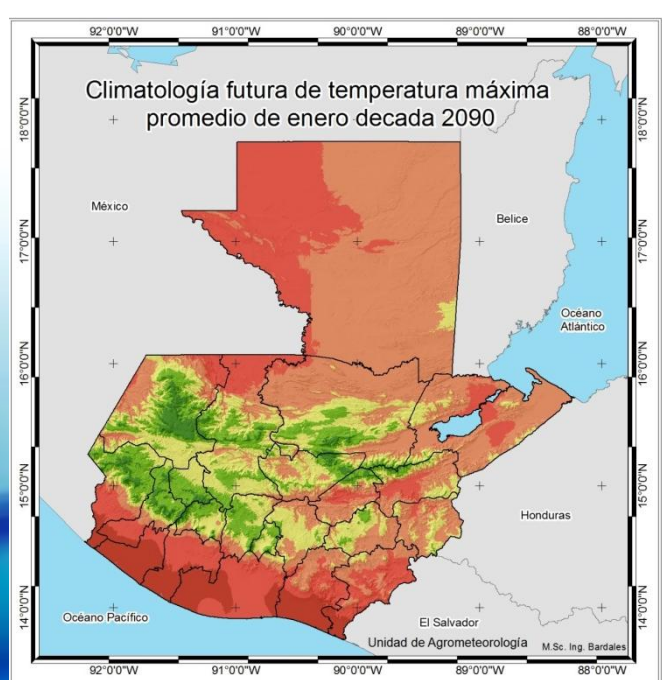 92°0'0"W 91°0'0"W 90°0'0"W 89°0'0"W 88°0'0"W
Climatología futura de temperatura máxima
promedio de enero decada 2090
18°0'0"N
18°0'0"N
México
Belice
17°0'0"N
17°0'0"N
Océano
Atlántico
16°0'0"N
16°0'0"N
15°0'0"N
15°0'0"N
Honduras
14°0'0"N
14°0'0"N
Océano Pacífico
El Salvador
Unidad de Agrometeorología M.Sc. Ing. Bardales
92°0'0"W 91°0'0"W 90°0'0"W 89°0'0"W 88°0'0"W